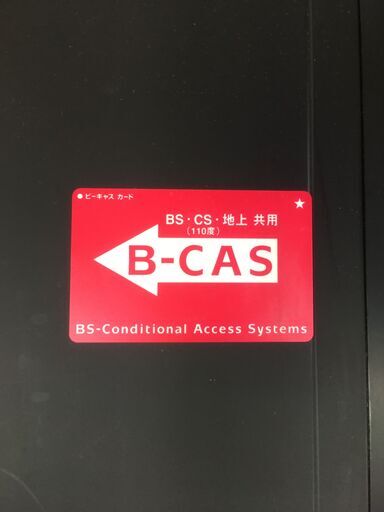 ●ビーキャス カード
BS・CS・地上 共用
(110度)
B-CAS
BS-Conditional Access Systems